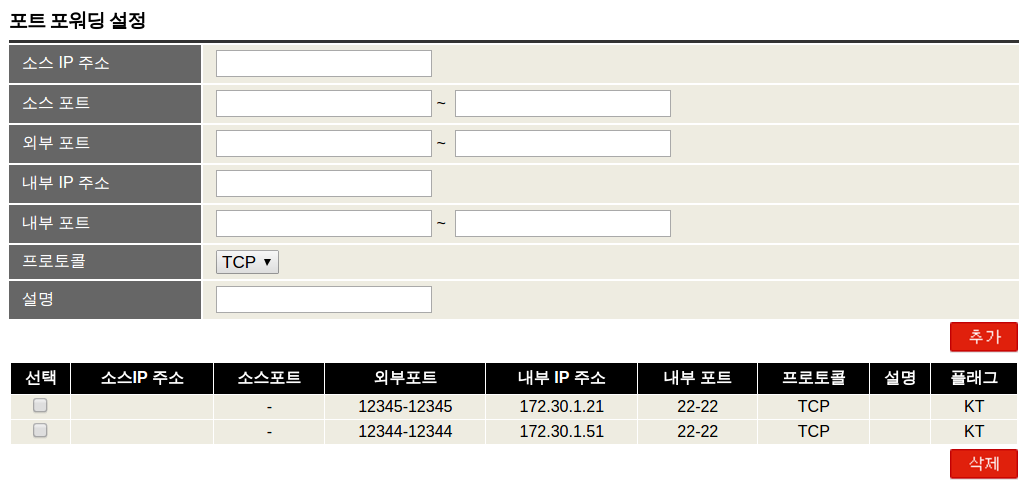 포트 포워딩 설정
소스 IP 주소
소스 포트 ~
외부 포트 ~
내부 IP 주소
내부 포트 ~
프로토콜 TCP ▼
설명
추가
선택 소스IP 주소 소스포트 외부포트 내부 IP 주소 내부 포트 프로토콜 설명 플래그
- 12345-12345 172.30.1.21 22-22 TCP KT
- 12344-12344 172.30.1.51 22-22 TCP KT
삭제